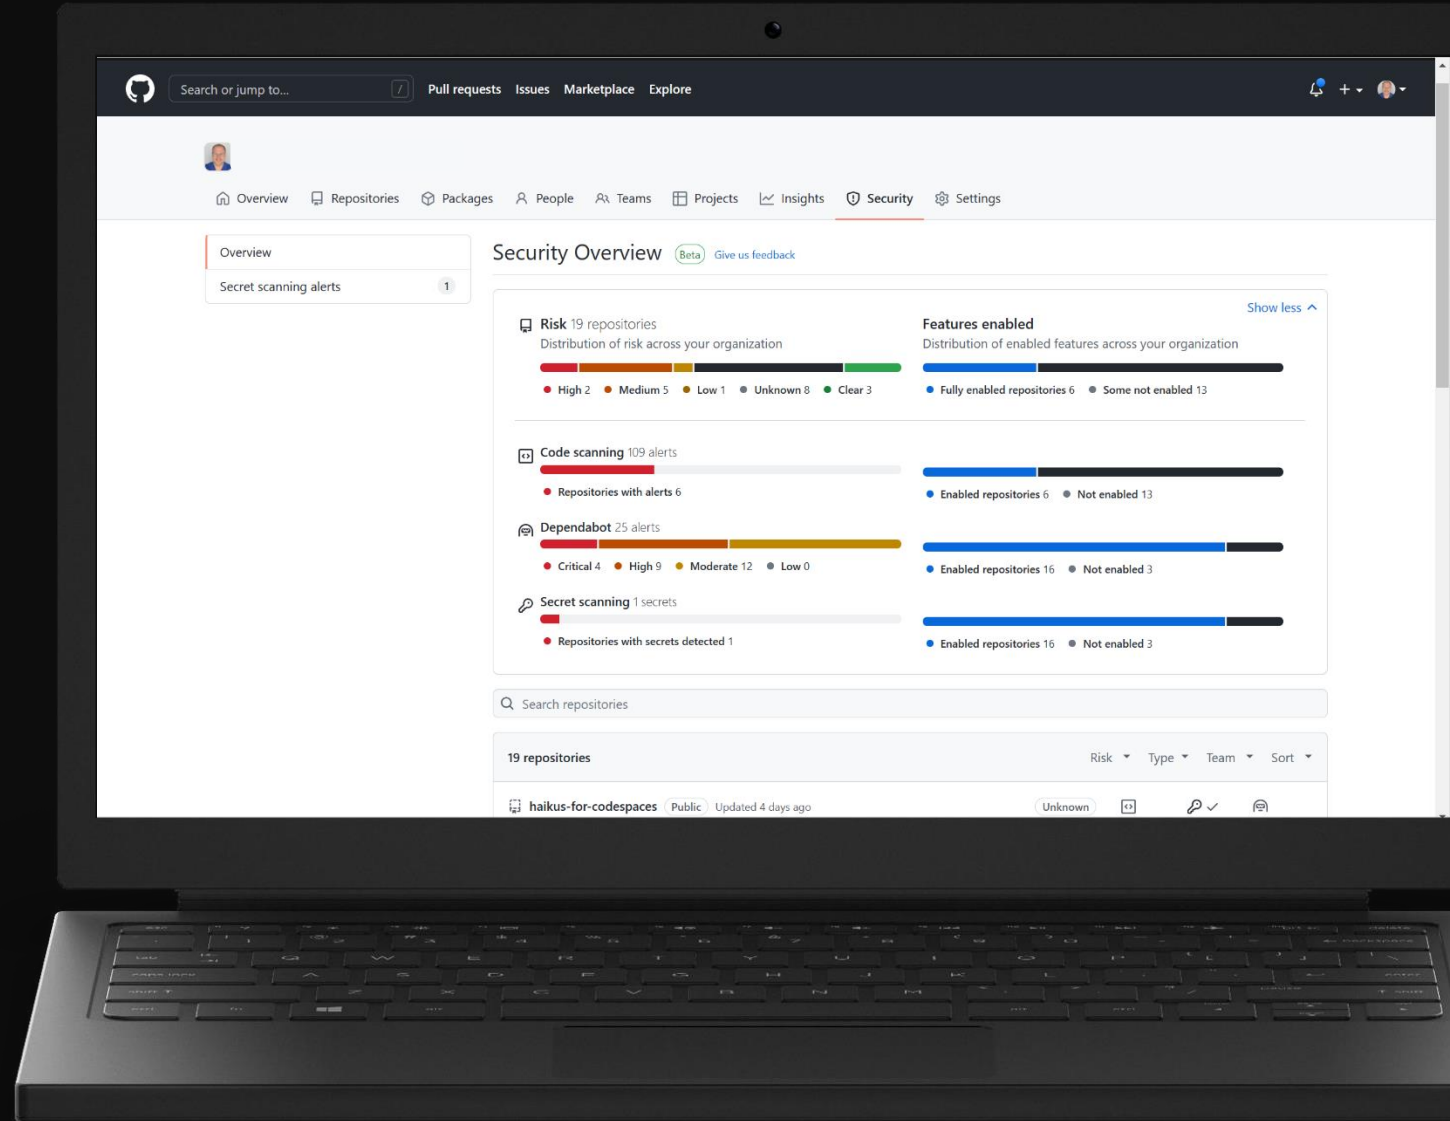 Search or jump to... / Pull requests Issues Marketplace Explore
Overview Repositories Packages People Teams Projects Insights Security Settings
Overview
Secret scanning alerts 1
Security Overview Beta Give us feedback
Show less
Risk 19 repositories
Distribution of risk across your organization
High 2 Medium 5 Low 1 Unknown 8 Clear 3
Features enabled
Distribution of enabled features across your organization
Fully enabled repositories 6 Some not enabled 13
Code scanning 109 alerts
Repositories with alerts 6
Enabled repositories 6 Not enabled 13
Dependabot 25 alerts
Critical 4 High 9 Moderate 12 Low 0
Enabled repositories 16 Not enabled 3
Secret scanning 1 secrets
Repositories with secrets detected 1
Enabled repositories 16 Not enabled 3
Search repositories
19 repositories Risk Type Team Sort
haikus-for-codespaces Public Updated 4 days ago Unknown